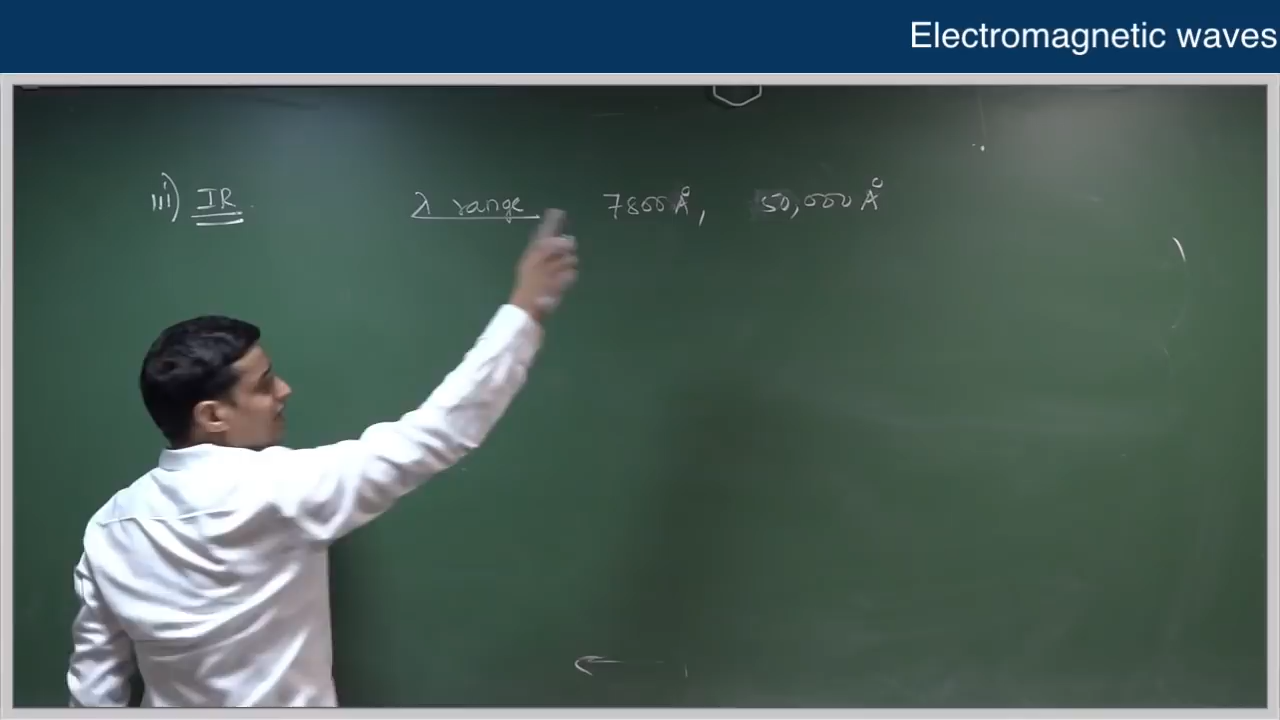 Electromagnetic waves
iii) IR. λ range 7800 Å, 50,000 Å